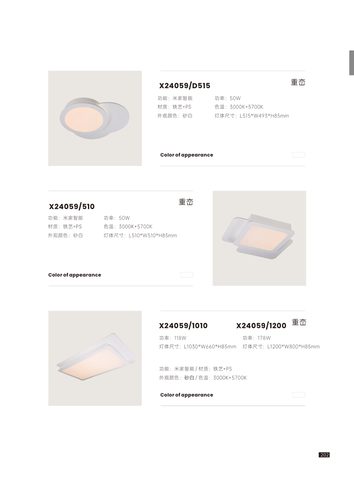 X24059/D515 重峦
功能：米家智能 功率：50W
材质：铁艺+PS 色温：3000K+5700K
外观颜色：砂白 灯体尺寸：L515*W493*H85mm
Color of appearance
X24059/510 重峦
功能：米家智能 功率：50W
材质：铁艺+PS 色温：3000K+5700K
外观颜色：砂白 灯体尺寸：L510*W510*H85mm
Color of appearance
X24059/1010 X24059/1200 重峦
功率：118W 功率：178W
灯体尺寸：L1030*W660*H85mm 灯体尺寸：L1200*W800*H85mm
功能：米家智能 / 材质：铁艺+PS
外观颜色：砂白 / 色温：3000K+5700K
Color of appearance
202